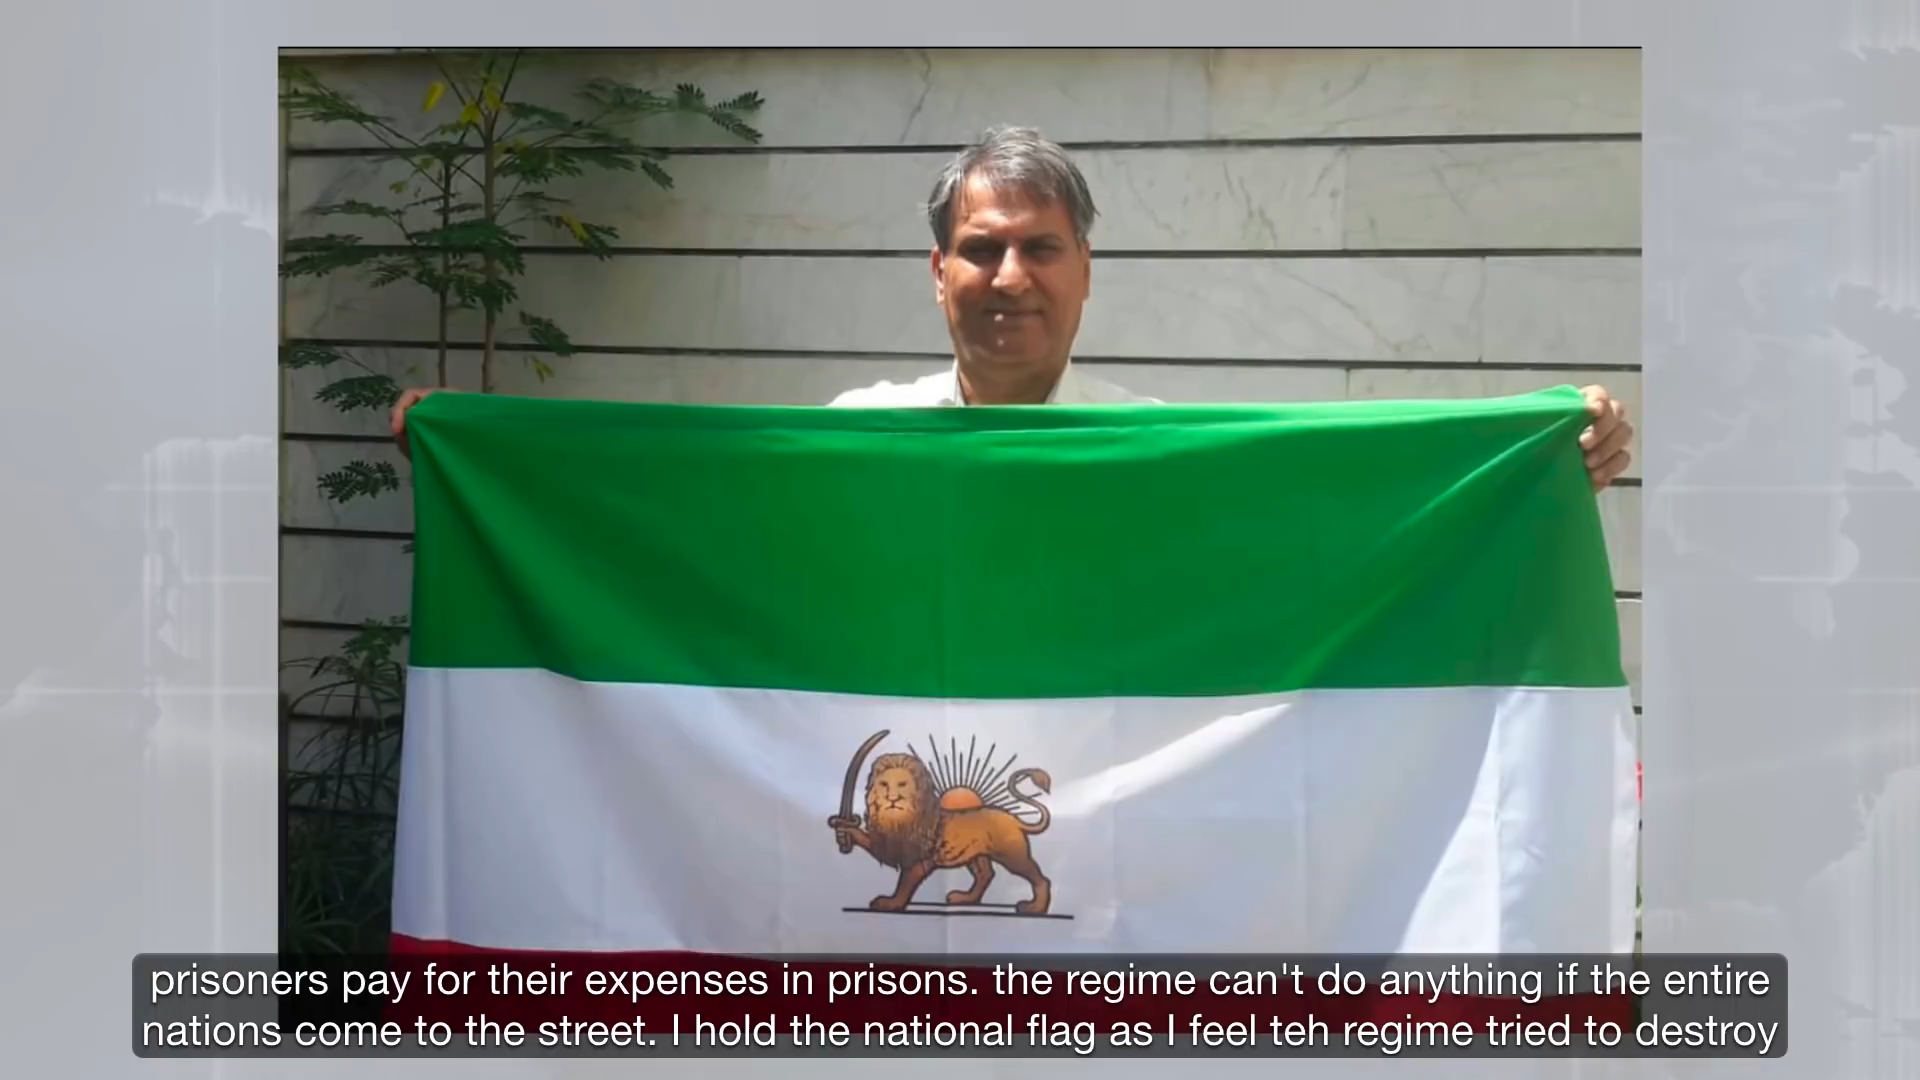 prisoners pay for their expenses in prisons. the regime can't do anything if the entire
nations come to the street. I hold the national flag as I feel teh regime tried to destroy